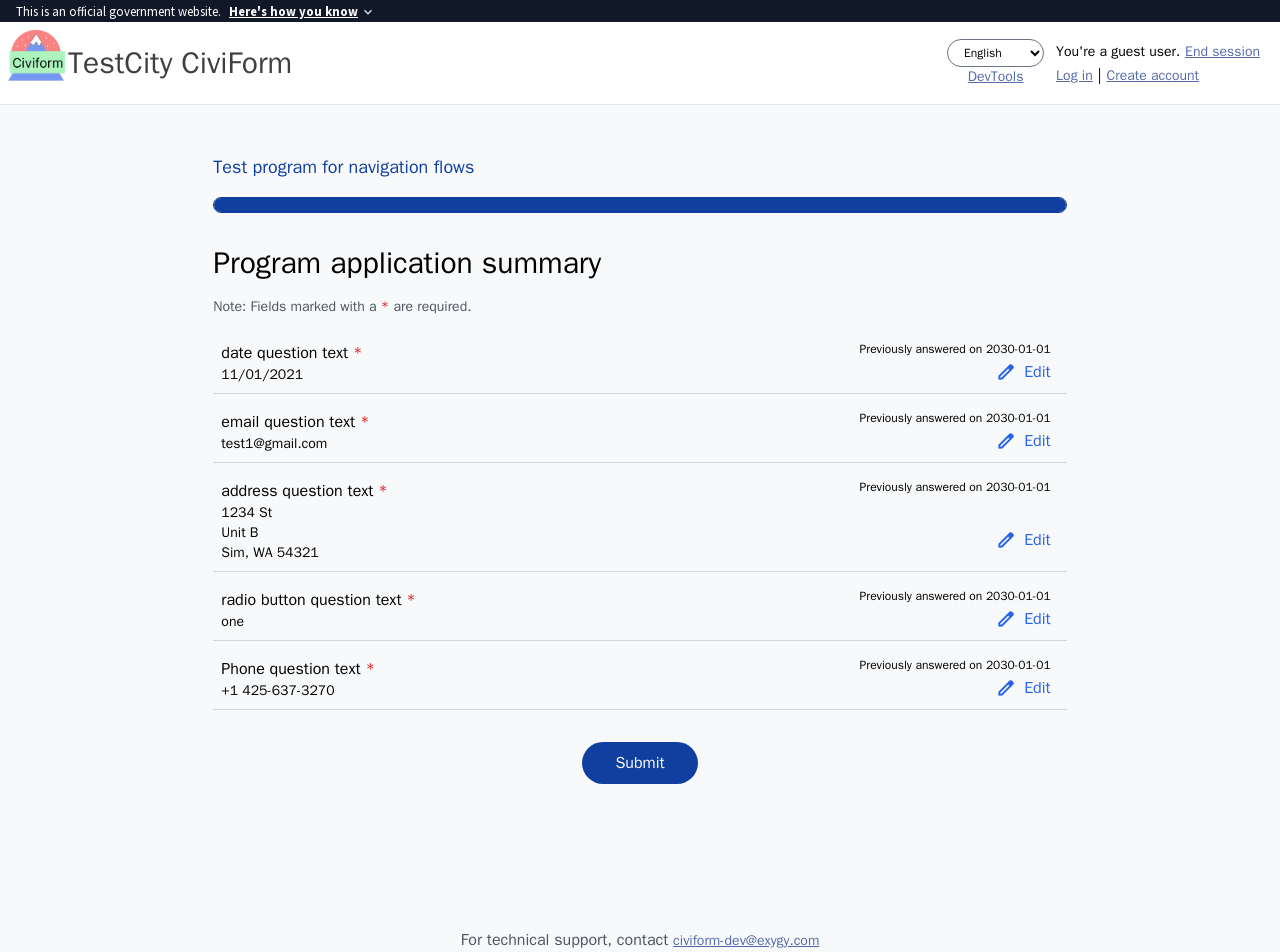 This is an official government website. Here's how you know
Civiform
TestCity CiviForm
English
DevTools
You're a guest user. End session
Log in | Create account
Test program for navigation flows
Program application summary
Note: Fields marked with a * are required.
date question text *
11/01/2021
Previously answered on 2030-01-01
Edit
email question text *
test1@gmail.com
Previously answered on 2030-01-01
Edit
address question text *
1234 St
Unit B
Sim, WA 54321
Previously answered on 2030-01-01
Edit
radio button question text *
one
Previously answered on 2030-01-01
Edit
Phone question text *
+1 425-637-3270
Previously answered on 2030-01-01
Edit
Submit
For technical support, contact civiform-dev@exygy.com